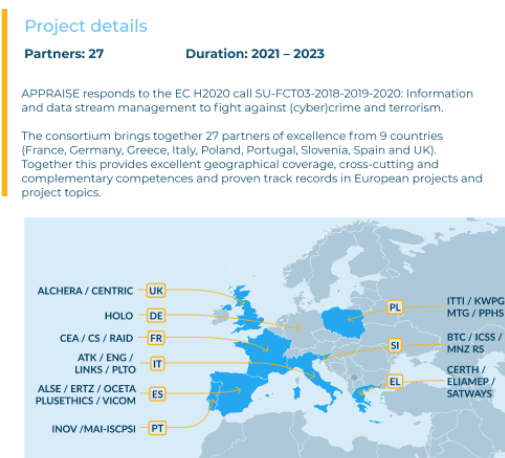 Project details
Partners: 27 Duration: 2021 – 2023
APPRAISE responds to the EC H2020 call SU-FCT03-2018-2019-2020: Information
and data stream management to fight against (cyber)crime and terrorism.
The consortium brings together 27 partners of excellence from 9 countries
(France, Germany, Greece, Italy, Poland, Portugal, Slovenia, Spain and UK).
Together this provides excellent geographical coverage, cross-cutting and
complementary competences and proven track records in European projects and
project topics.
ALCHERA / CENTRIC UK
HOLO DE
CEA / CS / RAID FR
ATK / ENG /
LINKS / PLTO IT
ALSE / ERTZ / OCETA
PLUSETHICS / VICOM ES
INOV /MAI-ISCPSI PT
PL ITTI / KWPG
MTG / PPHS
SI BTC / ICSS /
MNZ RS
EL CERTH /
ELIAMEP /
SATWAYS